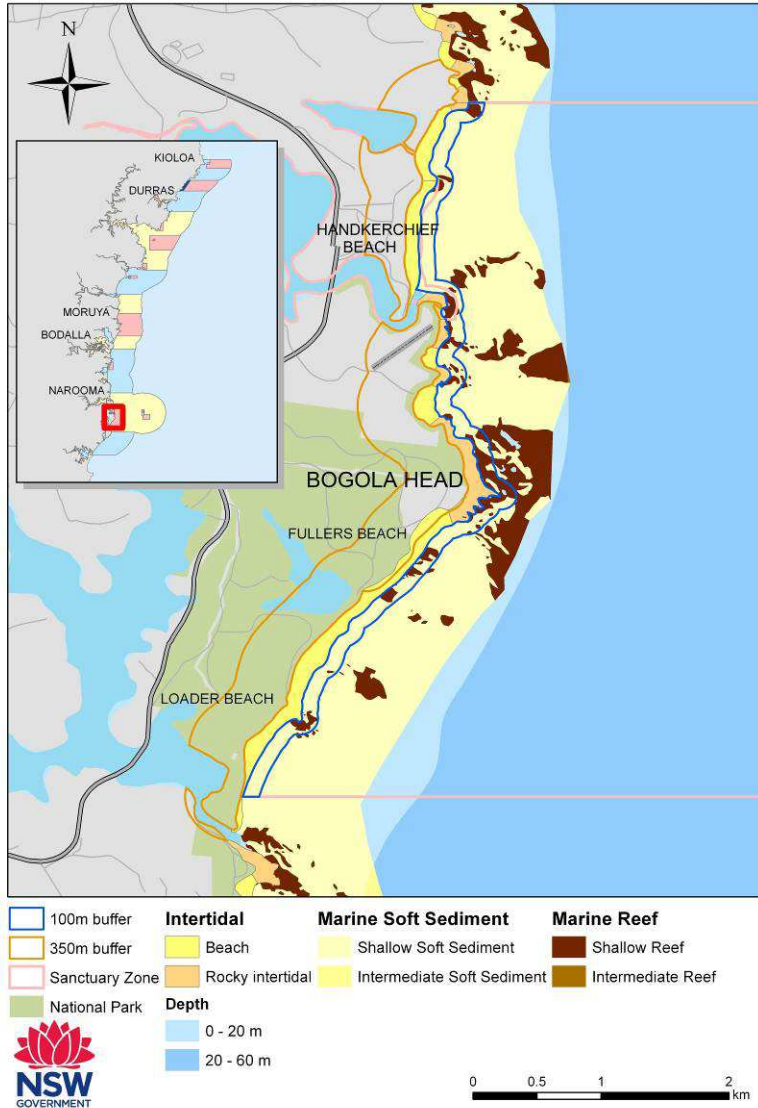 N
KIOLOA
DURRAS
MORUYA
BODALLA
NAROOMA
HANDKERCHIEF
BEACH
BOGOLA HEAD
FULLERS BEACH
LOADER BEACH
100m buffer
350m buffer
Sanctuary Zone
National Park
Intertidal
Beach
Rocky intertidal
Depth
0 - 20 m
20 - 60 m
Marine Soft Sediment
Shallow Soft Sediment
Intermediate Soft Sediment
Marine Reef
Shallow Reef
Intermediate Reef
NSW
GOVERNMENT
0 0.5 1 2
km